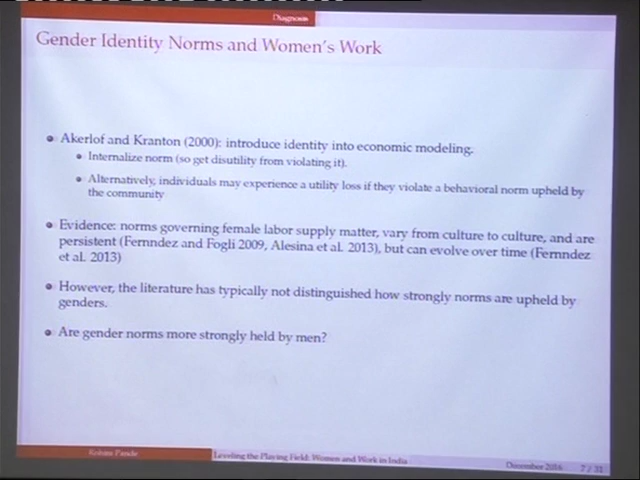 Diagnosis
Gender Identity Norms and Women's Work
Akerlof and Kranton (2000): introduce identity into economic modeling.
Internalize norm (so get disutility from violating it).
Alternatively, individuals may experience a utility loss if they violate a behavioral norm upheld by
the community
Evidence: norms governing female labor supply matter, vary from culture to culture, and are
persistent (Fernndez and Fogli 2009, Alesina et al. 2013), but can evolve over time (Fernndez
et al. 2013)
However, the literature has typically not distinguished how strongly norms are upheld by
genders.
Are gender norms more strongly held by men?
Rohini Pande
Leveling the Playing Field: Women and Work in India
December 2016
7 / 31